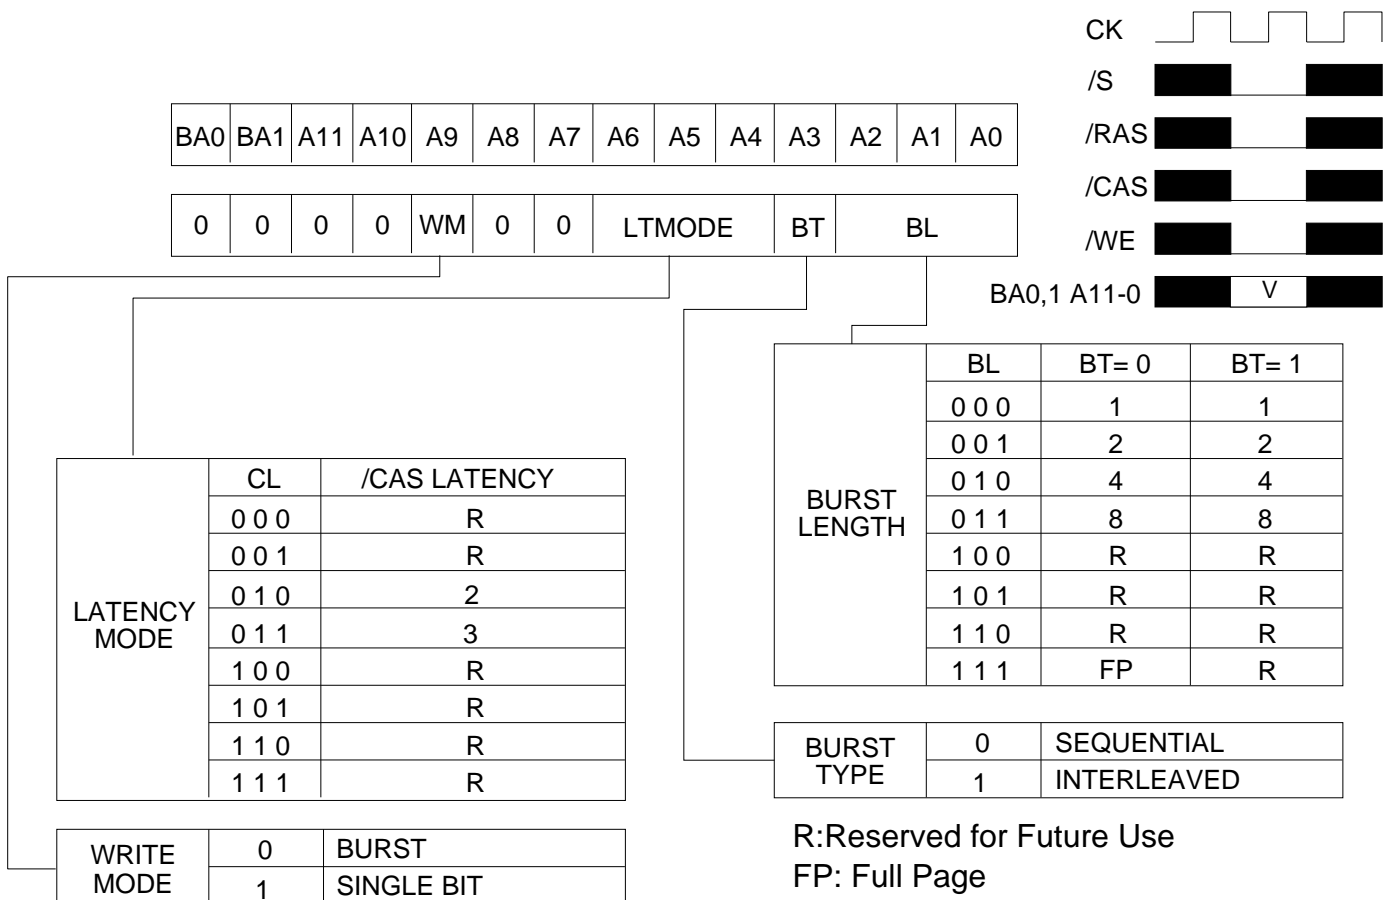 CK
/S
/RAS
/CAS
/WE
BA0,1 A11-0 V
BA0 BA1 A11 A10 A9 A8 A7 A6 A5 A4 A3 A2 A1 A0
0 0 0 0 WM 0 0 LTMODE BT BL
LATENCY MODE
CL /CAS LATENCY
0 0 0 R
0 0 1 R
0 1 0 2
0 1 1 3
1 0 0 R
1 0 1 R
1 1 0 R
1 1 1 R
WRITE MODE
0 BURST
1 SINGLE BIT
BURST LENGTH
BL BT= 0 BT= 1
0 0 0 1 1
0 0 1 2 2
0 1 0 4 4
0 1 1 8 8
1 0 0 R R
1 0 1 R R
1 1 0 R R
1 1 1 FP R
BURST TYPE
0 SEQUENTIAL
1 INTERLEAVED
R:Reserved for Future Use
FP: Full Page